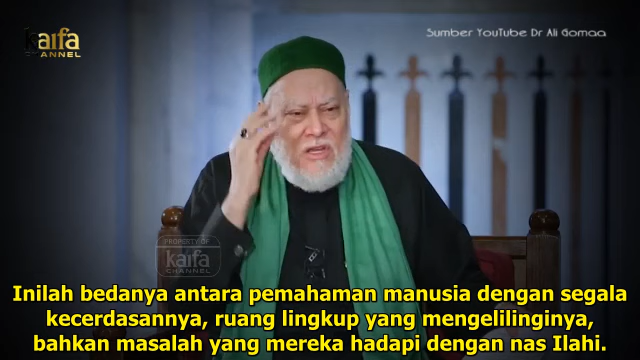 kaifa
ANNEL
Sumber YouTube Dr Ali Gomaa
PROPERTY OF
kaifa
CHANNEL
Inilah bedanya antara pemahaman manusia dengan segala
kecerdasannya, ruang lingkup yang mengelilinginya,
bahkan masalah yang mereka hadapi dengan nas Ilahi.